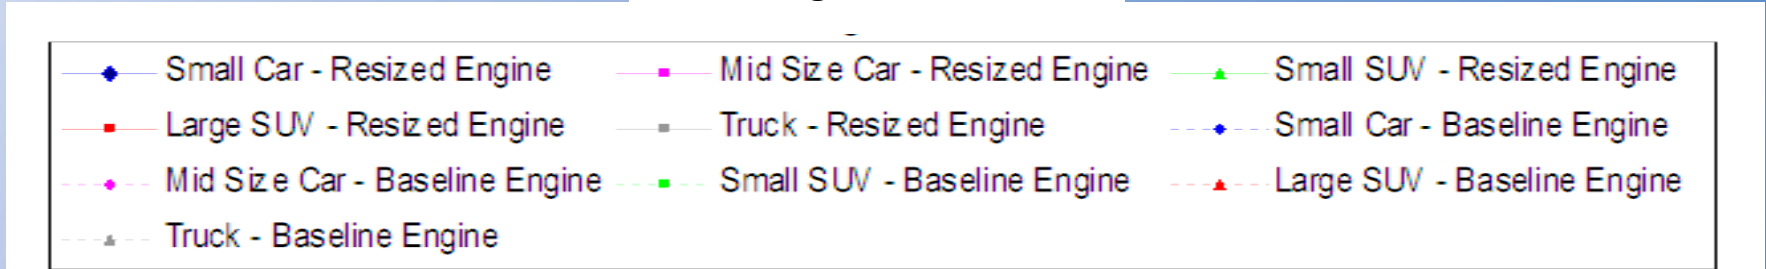 Small Car - Resized Engine Mid Size Car - Resized Engine Small SUV - Resized Engine
Large SUV - Resized Engine Truck - Resized Engine Small Car - Baseline Engine
Mid Size Car - Baseline Engine Small SUV - Baseline Engine Large SUV - Baseline Engine
Truck - Baseline Engine